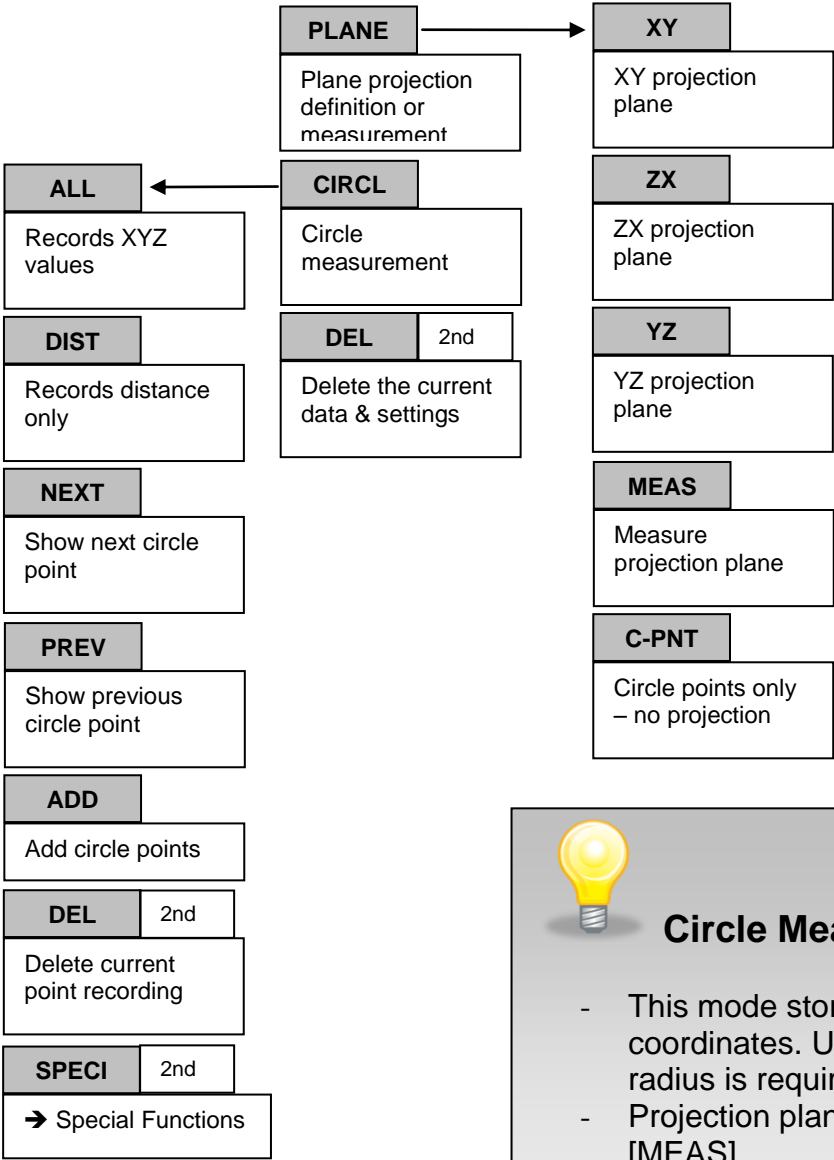 PLANE
Plane projection
definition or
measurement
XY
XY projection
plane
ALL
Records XYZ
values
CIRCL
Circle
measurement
ZX
ZX projection
plane
DIST
Records distance
only
DEL 2nd
Delete the current
data & settings
YZ
YZ projection
plane
NEXT
Show next circle
point
MEAS
Measure
projection plane
PREV
Show previous
circle point
C-PNT
Circle points only
– no projection
ADD
Add circle points
DEL 2nd
Delete current
point recording
SPECI 2nd
➔ Special Functions
Circle
- This mode
coordinates.
radius is
- Projection
[MEAS]